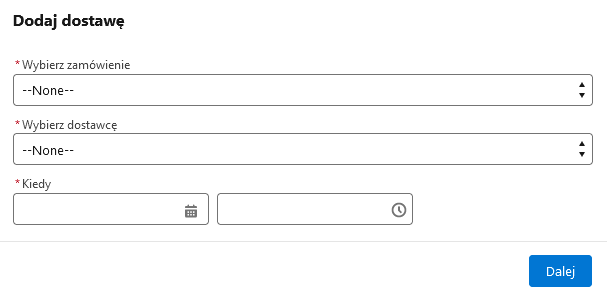 Dodaj dostawę
* Wybierz zamówienie
--None--
* Wybierz dostawcę
--None--
* Kiedy
Dalej